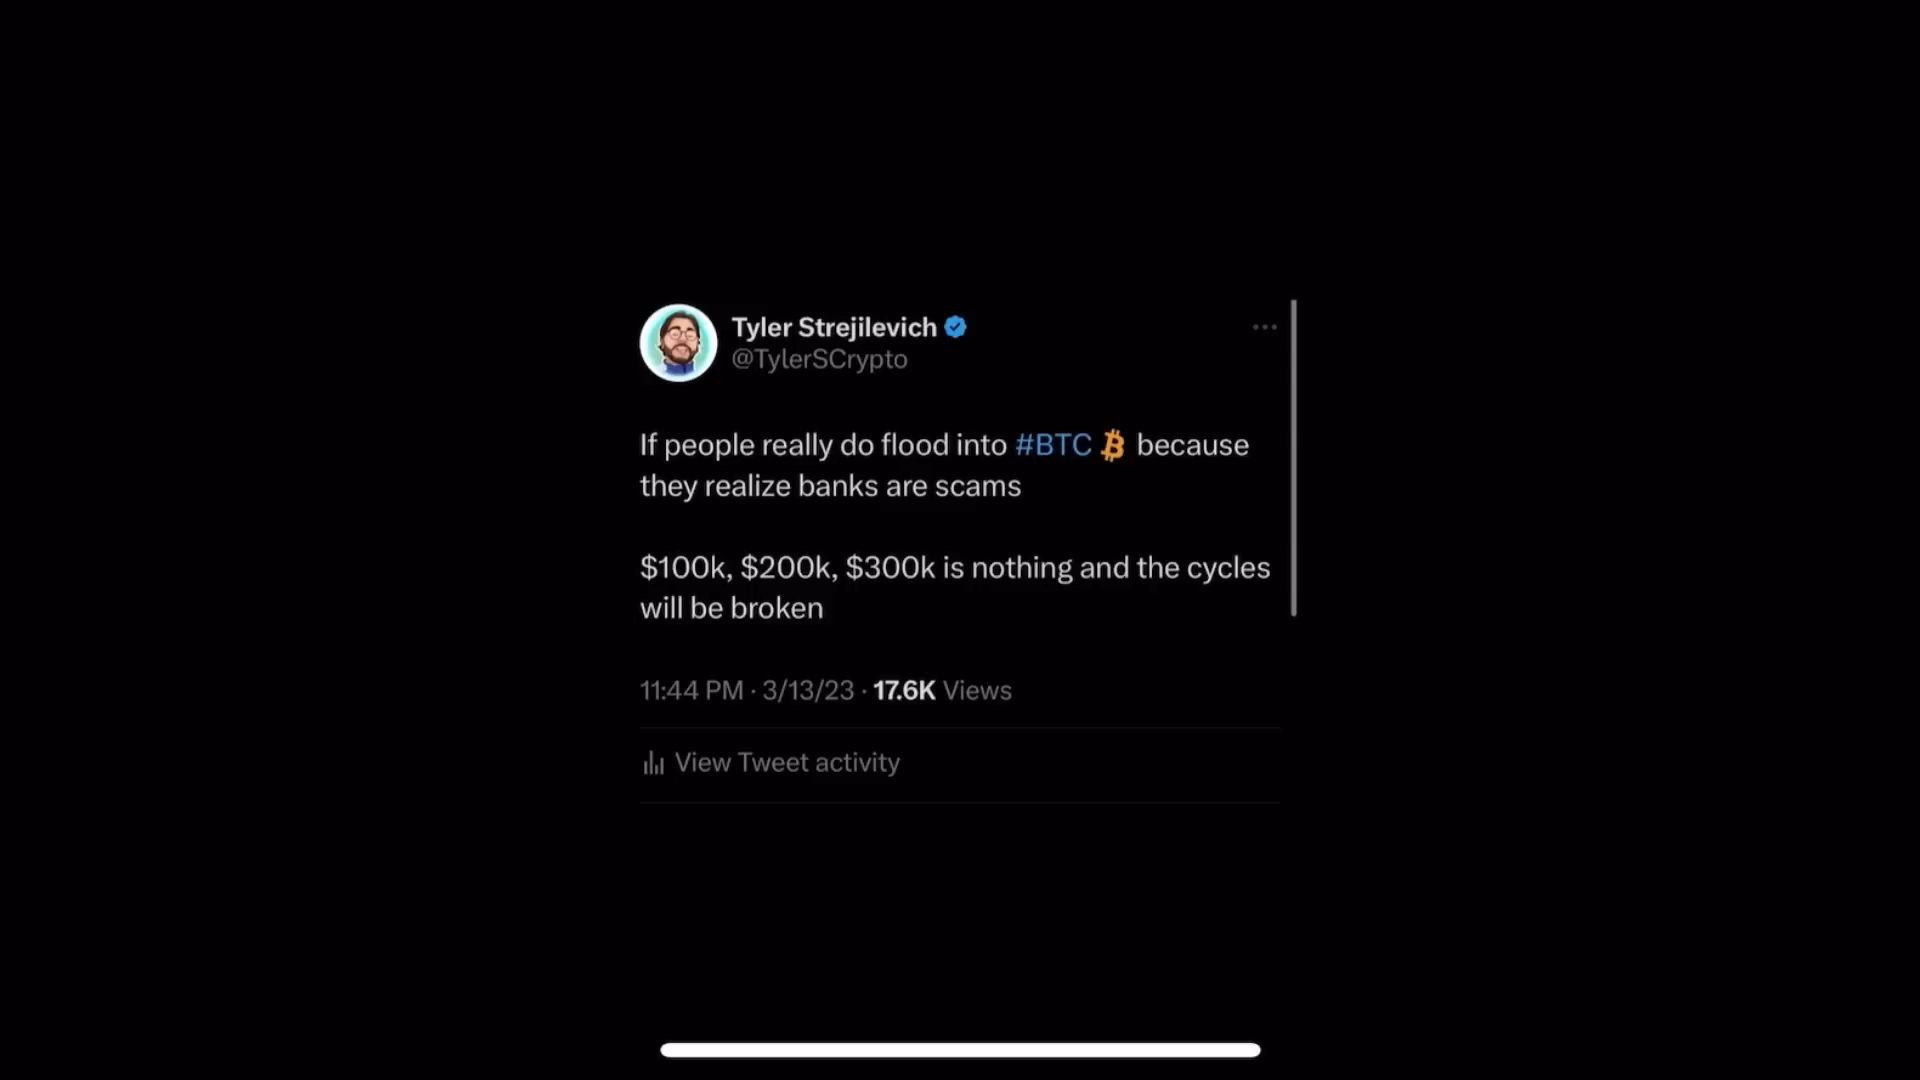 Tyler Strejilevich
@TylerSCrypto
If people really do flood into #BTC because
they realize banks are scams
$100k, $200k, $300k is nothing and the cycles
will be broken
11:44 PM · 3/13/23 · 17.6K Views
View Tweet activity